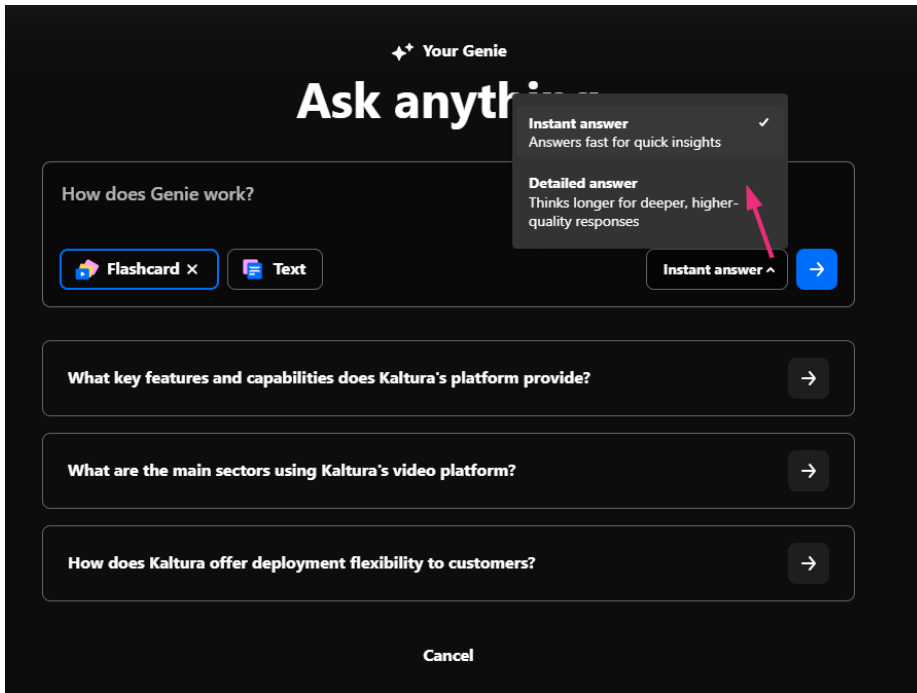 Your Genie
Ask anything
Instant answer
Answers fast for quick insights
Detailed answer
Thinks longer for deeper, higher-
quality responses
How does Genie work?
Flashcard
Text
Instant answer
What key features and capabilities does Kaltura's platform provide?
What are the main sectors using Kaltura's video platform?
How does Kaltura offer deployment flexibility to customers?
Cancel